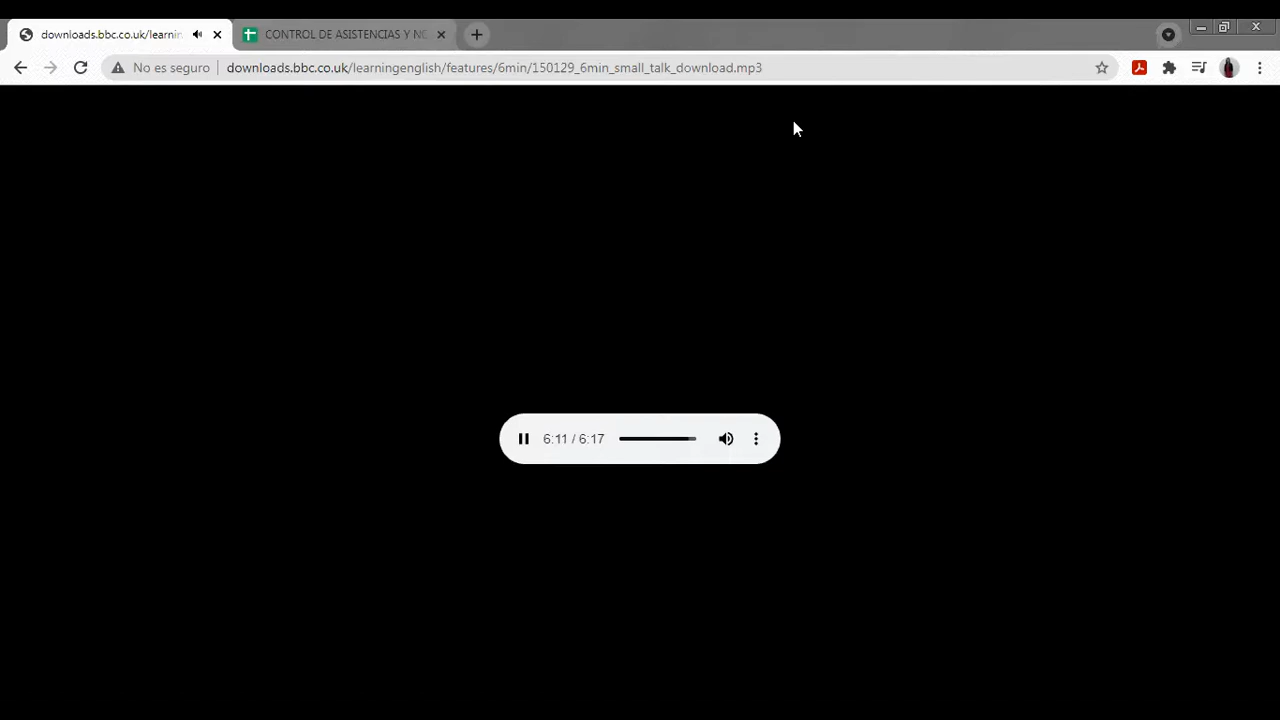 downloads.bbc.co.uk/learnin
CONTROL DE ASISTENCIAS Y NO
No es seguro
downloads.bbc.co.uk/learningenglish/features/6min/150129_6min_small_talk_download.mp3
6:11 / 6:17